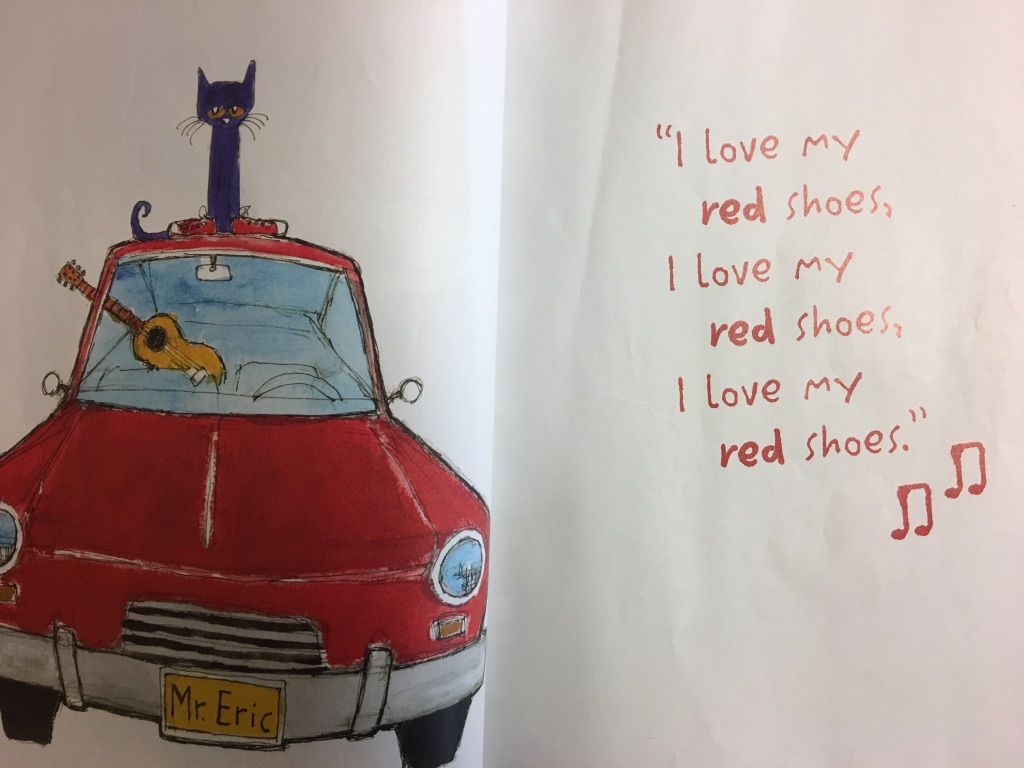 Mr. Eric
“I love my
red shoes,
I love my
red shoes,
I love my
red shoes.”